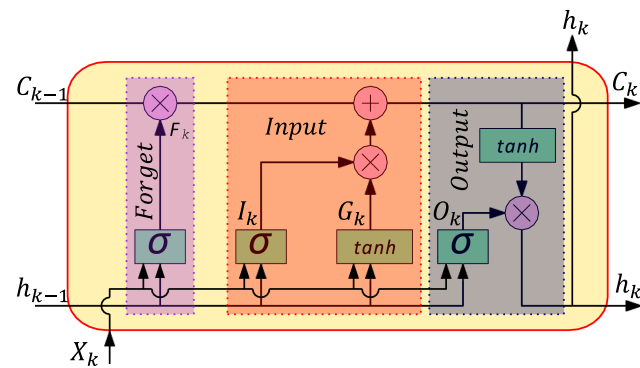 h_k
C_{k-1}
C_k
F_k
Input
Forget
Output
tanh
I_k
G_k
O_k
σ
σ
tanh
σ
h_{k-1}
h_k
X_k